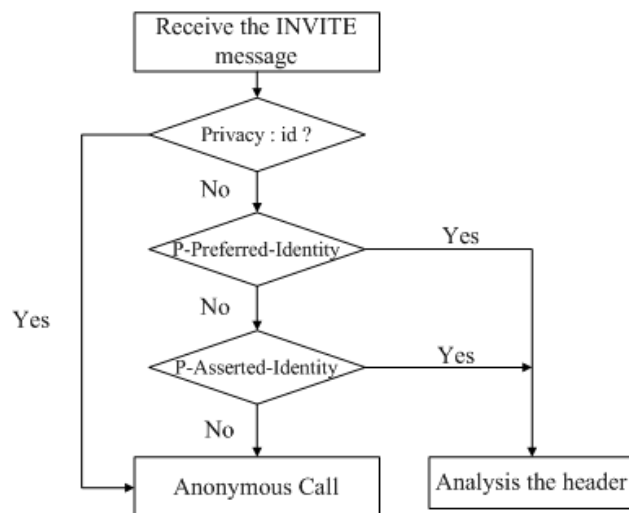 Receive the INVITE
message
Privacy : id ?
No
P-Preferred-Identity
Yes
No
Yes
P-Asserted-Identity
Yes
No
Anonymous Call
Analysis the header